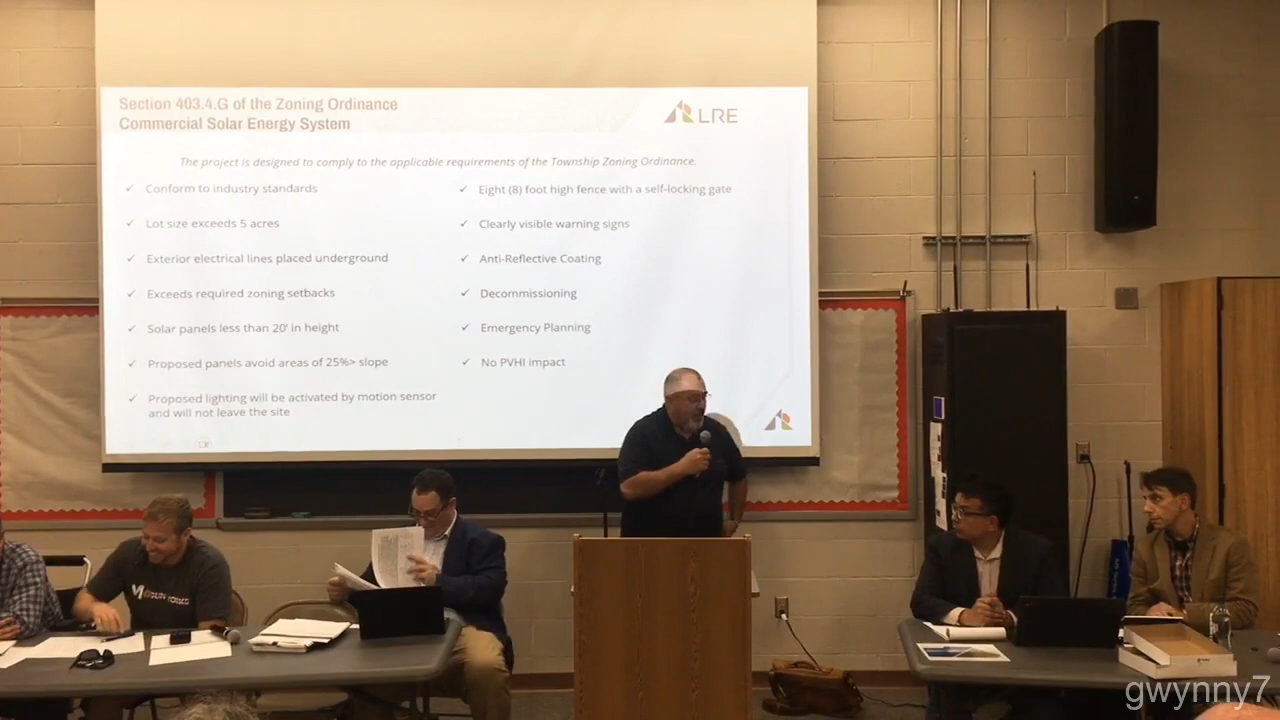 Section 403.4.G of the Zoning Ordinance
Commercial Solar Energy System
LRE
The project is designed to comply to the applicable requirements of the Township Zoning Ordinance.
✓ Conform to industry standards
✓ Lot size exceeds 5 acres
✓ Exterior electrical lines placed underground
✓ Exceeds required zoning setbacks
✓ Solar panels less than 20' in height
✓ Proposed panels avoid areas of 25%> slope
✓ Proposed lighting will be activated by motion sensor
and will not leave the site
✓ Eight (8) foot high fence with a self-locking gate
✓ Clearly visible warning signs
✓ Anti-Reflective Coating
✓ Decommissioning
✓ Emergency Planning
✓ No PVHI impact
gwynny7